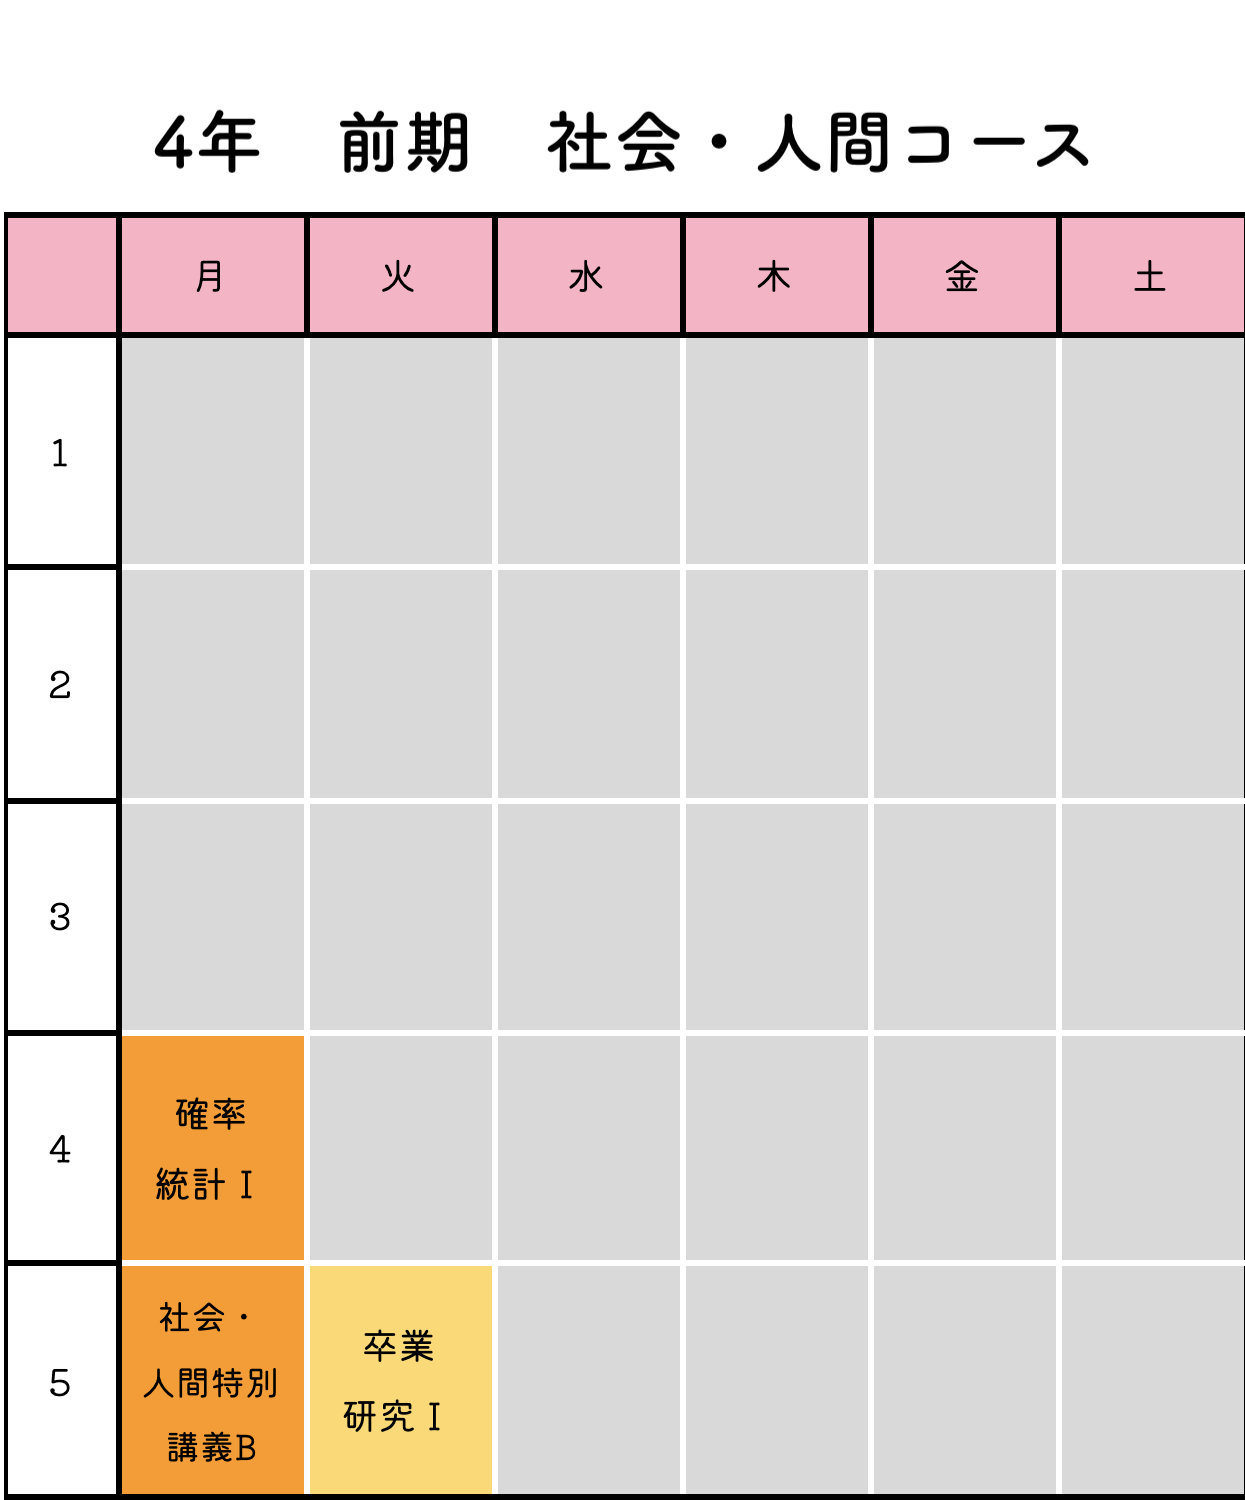 4年　前期　社会・人間コース
月 火 水 木 金 土
1
2
3
4
確率
統計Ⅰ
5
社会・
人間特別
講義B
卒業
研究Ⅰ